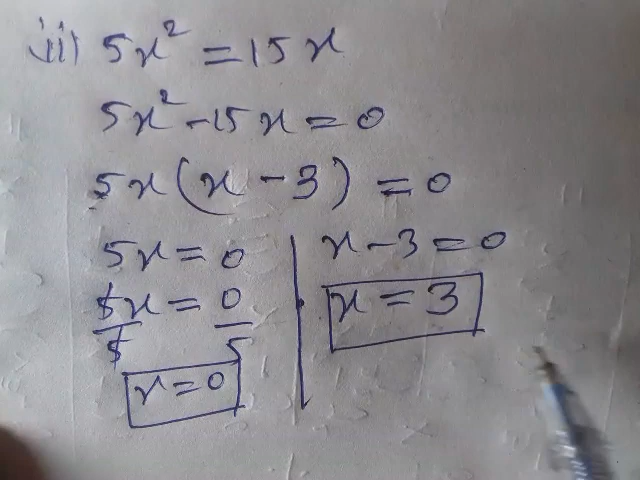 iii) 5x² = 15x
5x² - 15x = 0
5x(x - 3) = 0
5x = 0 | x - 3 = 0
5x/5 = 0/5 | x = 3
x = 0